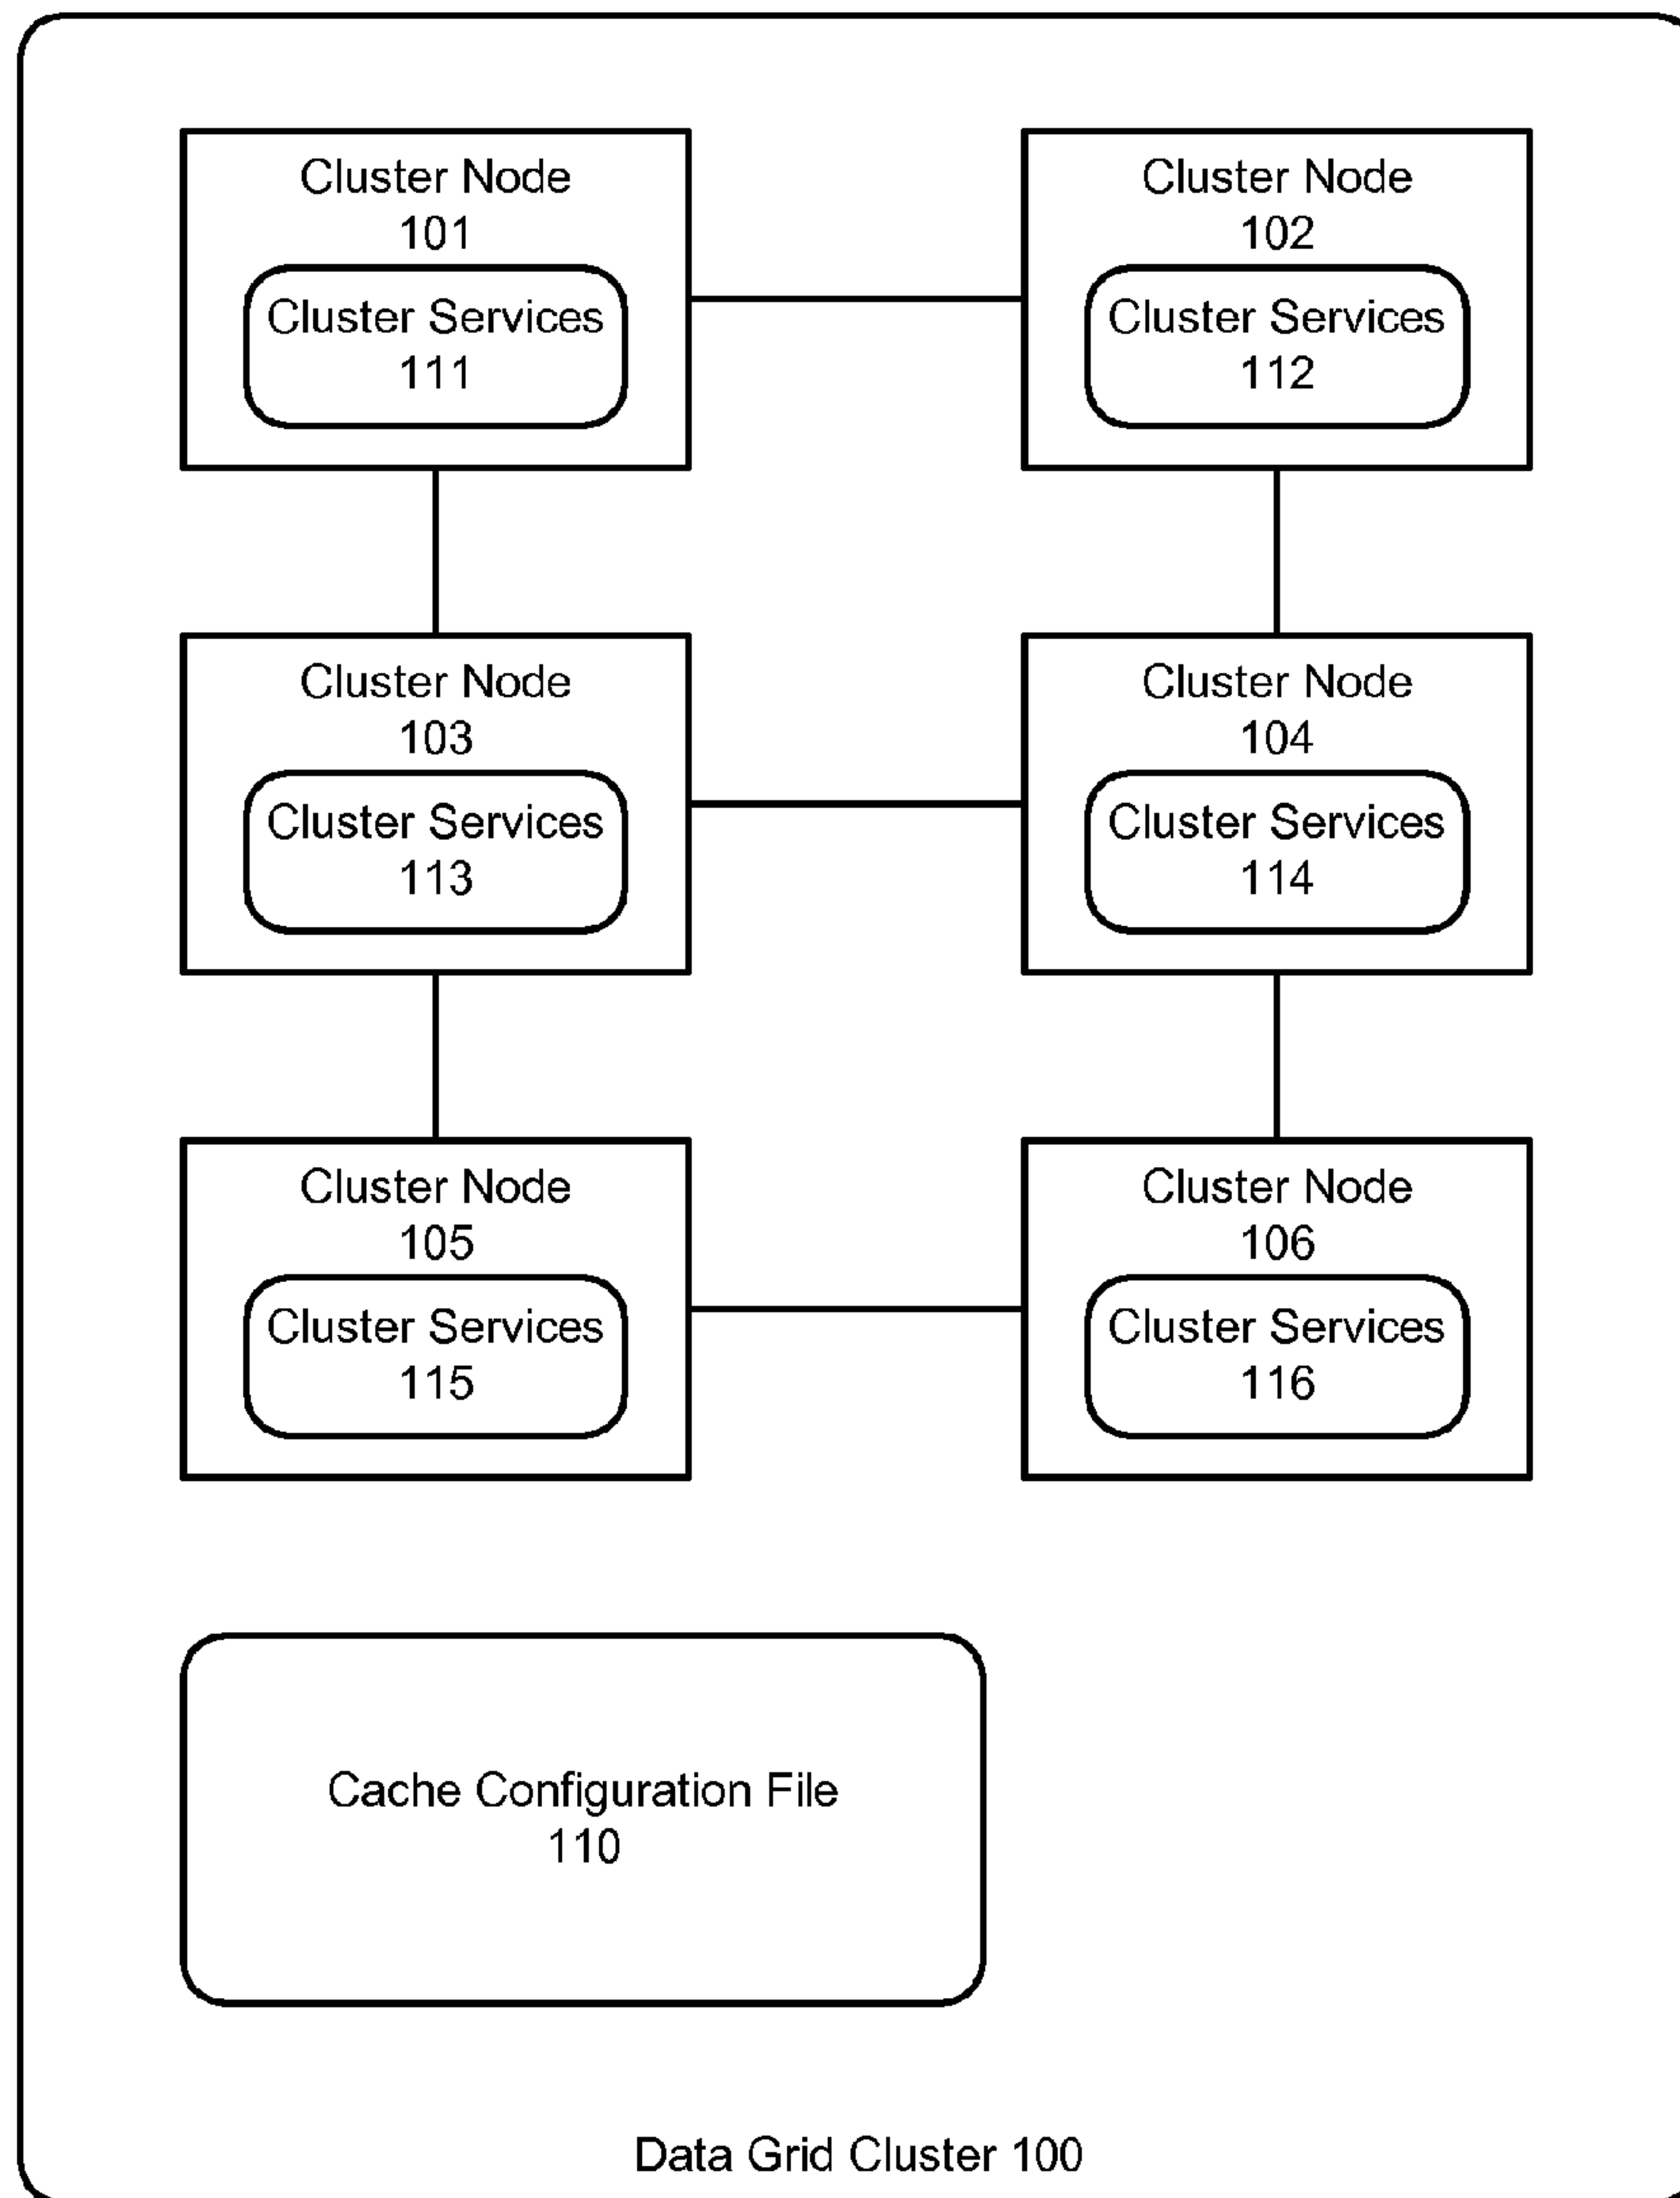 Cluster Node
101
Cluster Services
111
Cluster Node
102
Cluster Services
112
Cluster Node
103
Cluster Services
113
Cluster Node
104
Cluster Services
114
Cluster Node
105
Cluster Services
115
Cluster Node
106
Cluster Services
116
Cache Configuration File
110
Data Grid Cluster 100